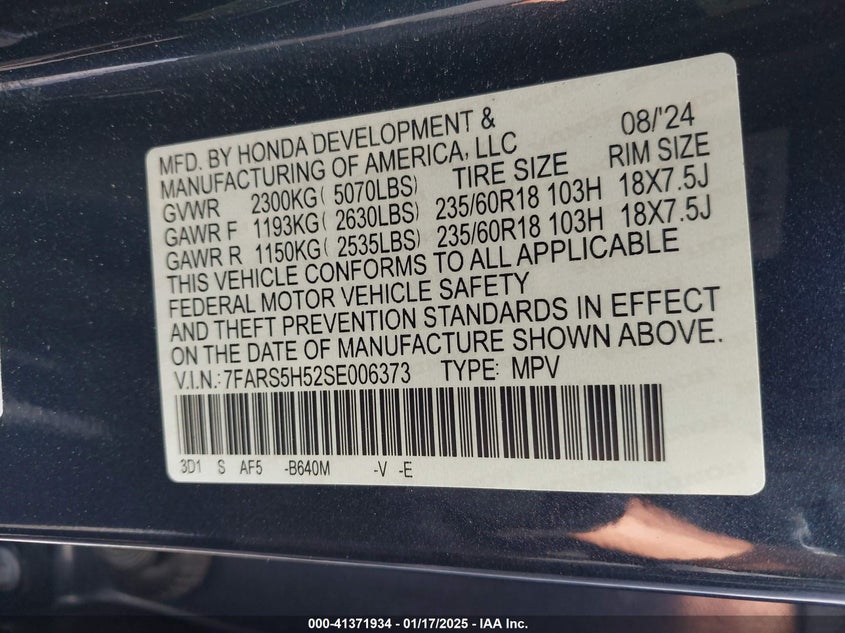 MFD. BY HONDA DEVELOPMENT & 08/'24
MANUFACTURING OF AMERICA, LLC
TIRE SIZE RIM SIZE
GVWR 2300KG( 5070LBS)
GAWR F 1193KG( 2630LBS) 235/60R18 103H 18X7.5J
GAWR R 1150KG( 2535LBS) 235/60R18 103H 18X7.5J
THIS VEHICLE CONFORMS TO ALL APPLICABLE
FEDERAL MOTOR VEHICLE SAFETY
AND THEFT PREVENTION STANDARDS IN EFFECT
ON THE DATE OF MANUFACTURE SHOWN ABOVE.
V.I.N.:7FARS5H52SE006373 TYPE: MPV
3D1 S AF5 -B640M -V -E
000-41371934 - 01/17/2025 - IAA Inc.